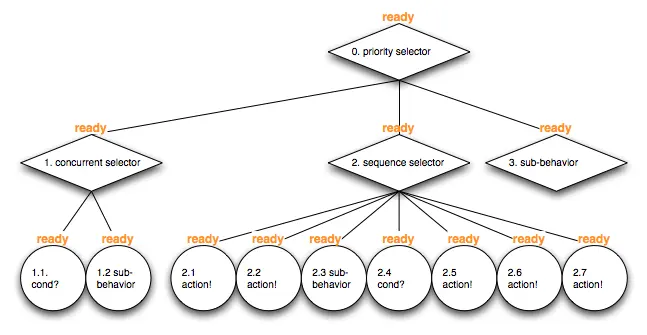 ready
0. priority selector
ready
ready
ready
1. concurrent selector
2. sequence selector
3. sub-behavior
ready
ready
ready
ready
ready
ready
ready
ready
ready
1.1.
cond?
1.2 sub-
behavior
2.1
action!
2.2
action!
2.3 sub-
behavior
2.4
cond?
2.5
action!
2.6
action!
2.7
action!